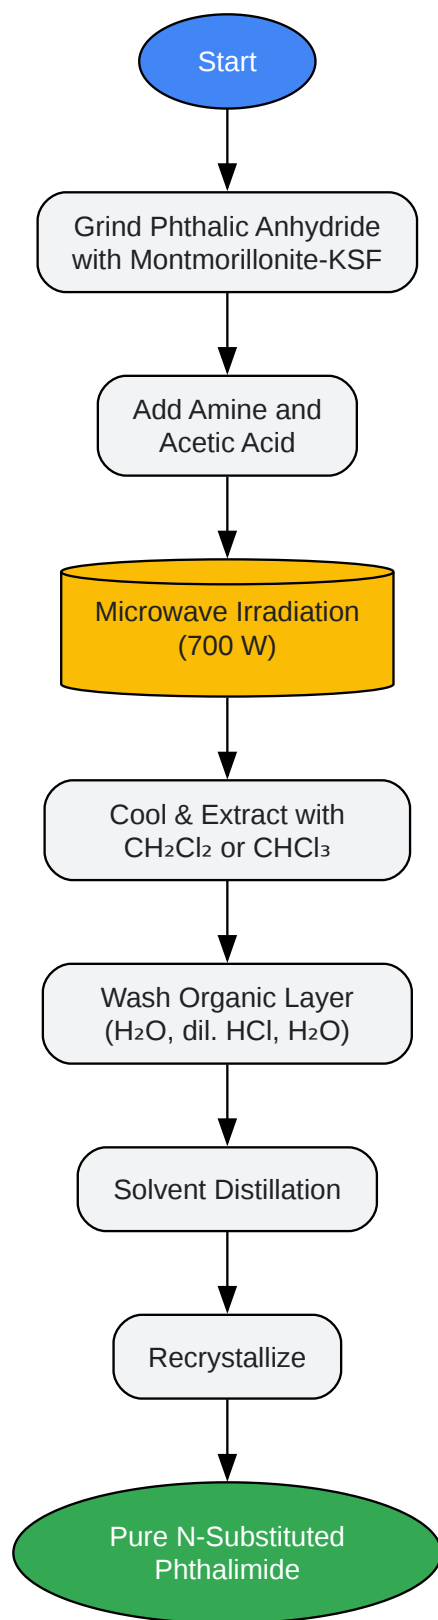 Start
Grind Phthalic Anhydride
with Montmorillonite-KSF
Add Amine and
Acetic Acid
Microwave Irradiation
(700 W)
Cool & Extract with
CH₂Cl₂ or CHCl₃
Wash Organic Layer
(H₂O, dil. HCl, H₂O)
Solvent Distillation
Recrystallize
Pure N-Substituted
Phthalimide